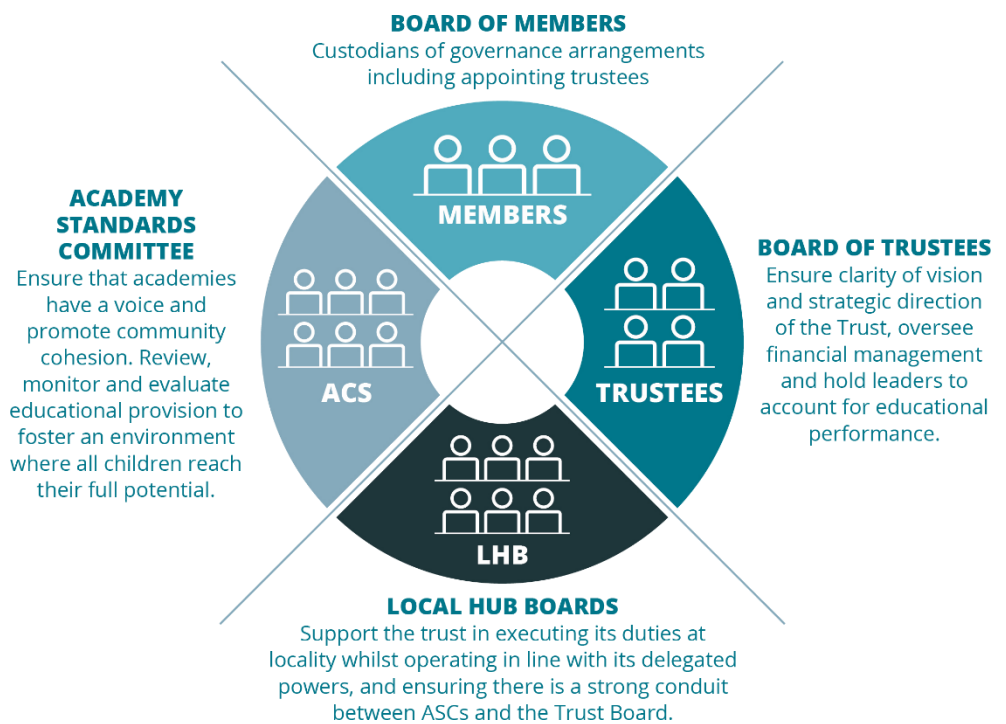 BOARD OF MEMBERS
Custodians of governance arrangements
including appointing trustees
MEMBERS
ACADEMY
STANDARDS
COMMITTEE
Ensure that academies
have a voice and
promote community
cohesion. Review,
monitor and evaluate
educational provision to
foster an environment
where all children reach
their full potential.
ACS
TRUSTEES
BOARD OF TRUSTEES
Ensure clarity of vision
and strategic direction
of the Trust, oversee
financial management
and hold leaders to
account for educational
performance.
LHB
LOCAL HUB BOARDS
Support the trust in executing its duties at
locality whilst operating in line with its delegated
powers, and ensuring there is a strong conduit
between ASCs and the Trust Board.